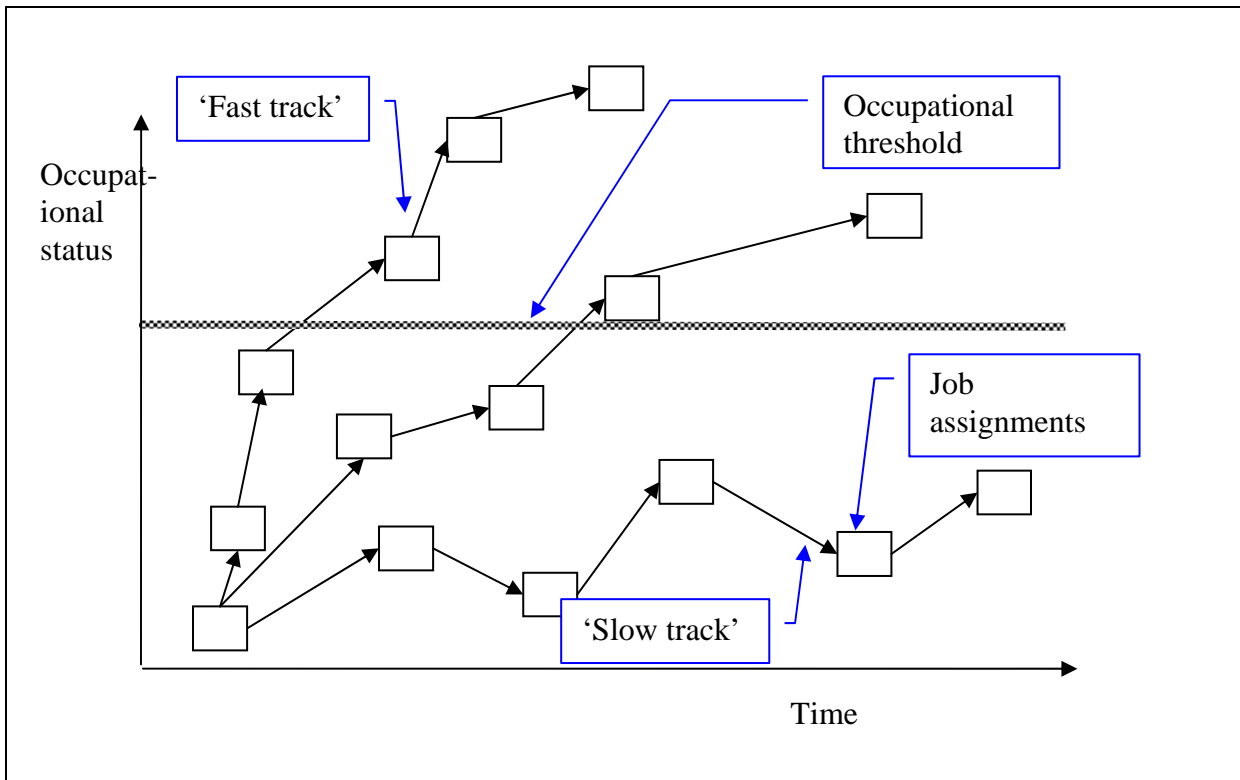 ‘Fast track’
Occupational
threshold
Occupat-
ional
status
Job
assignments
‘Slow track’
Time